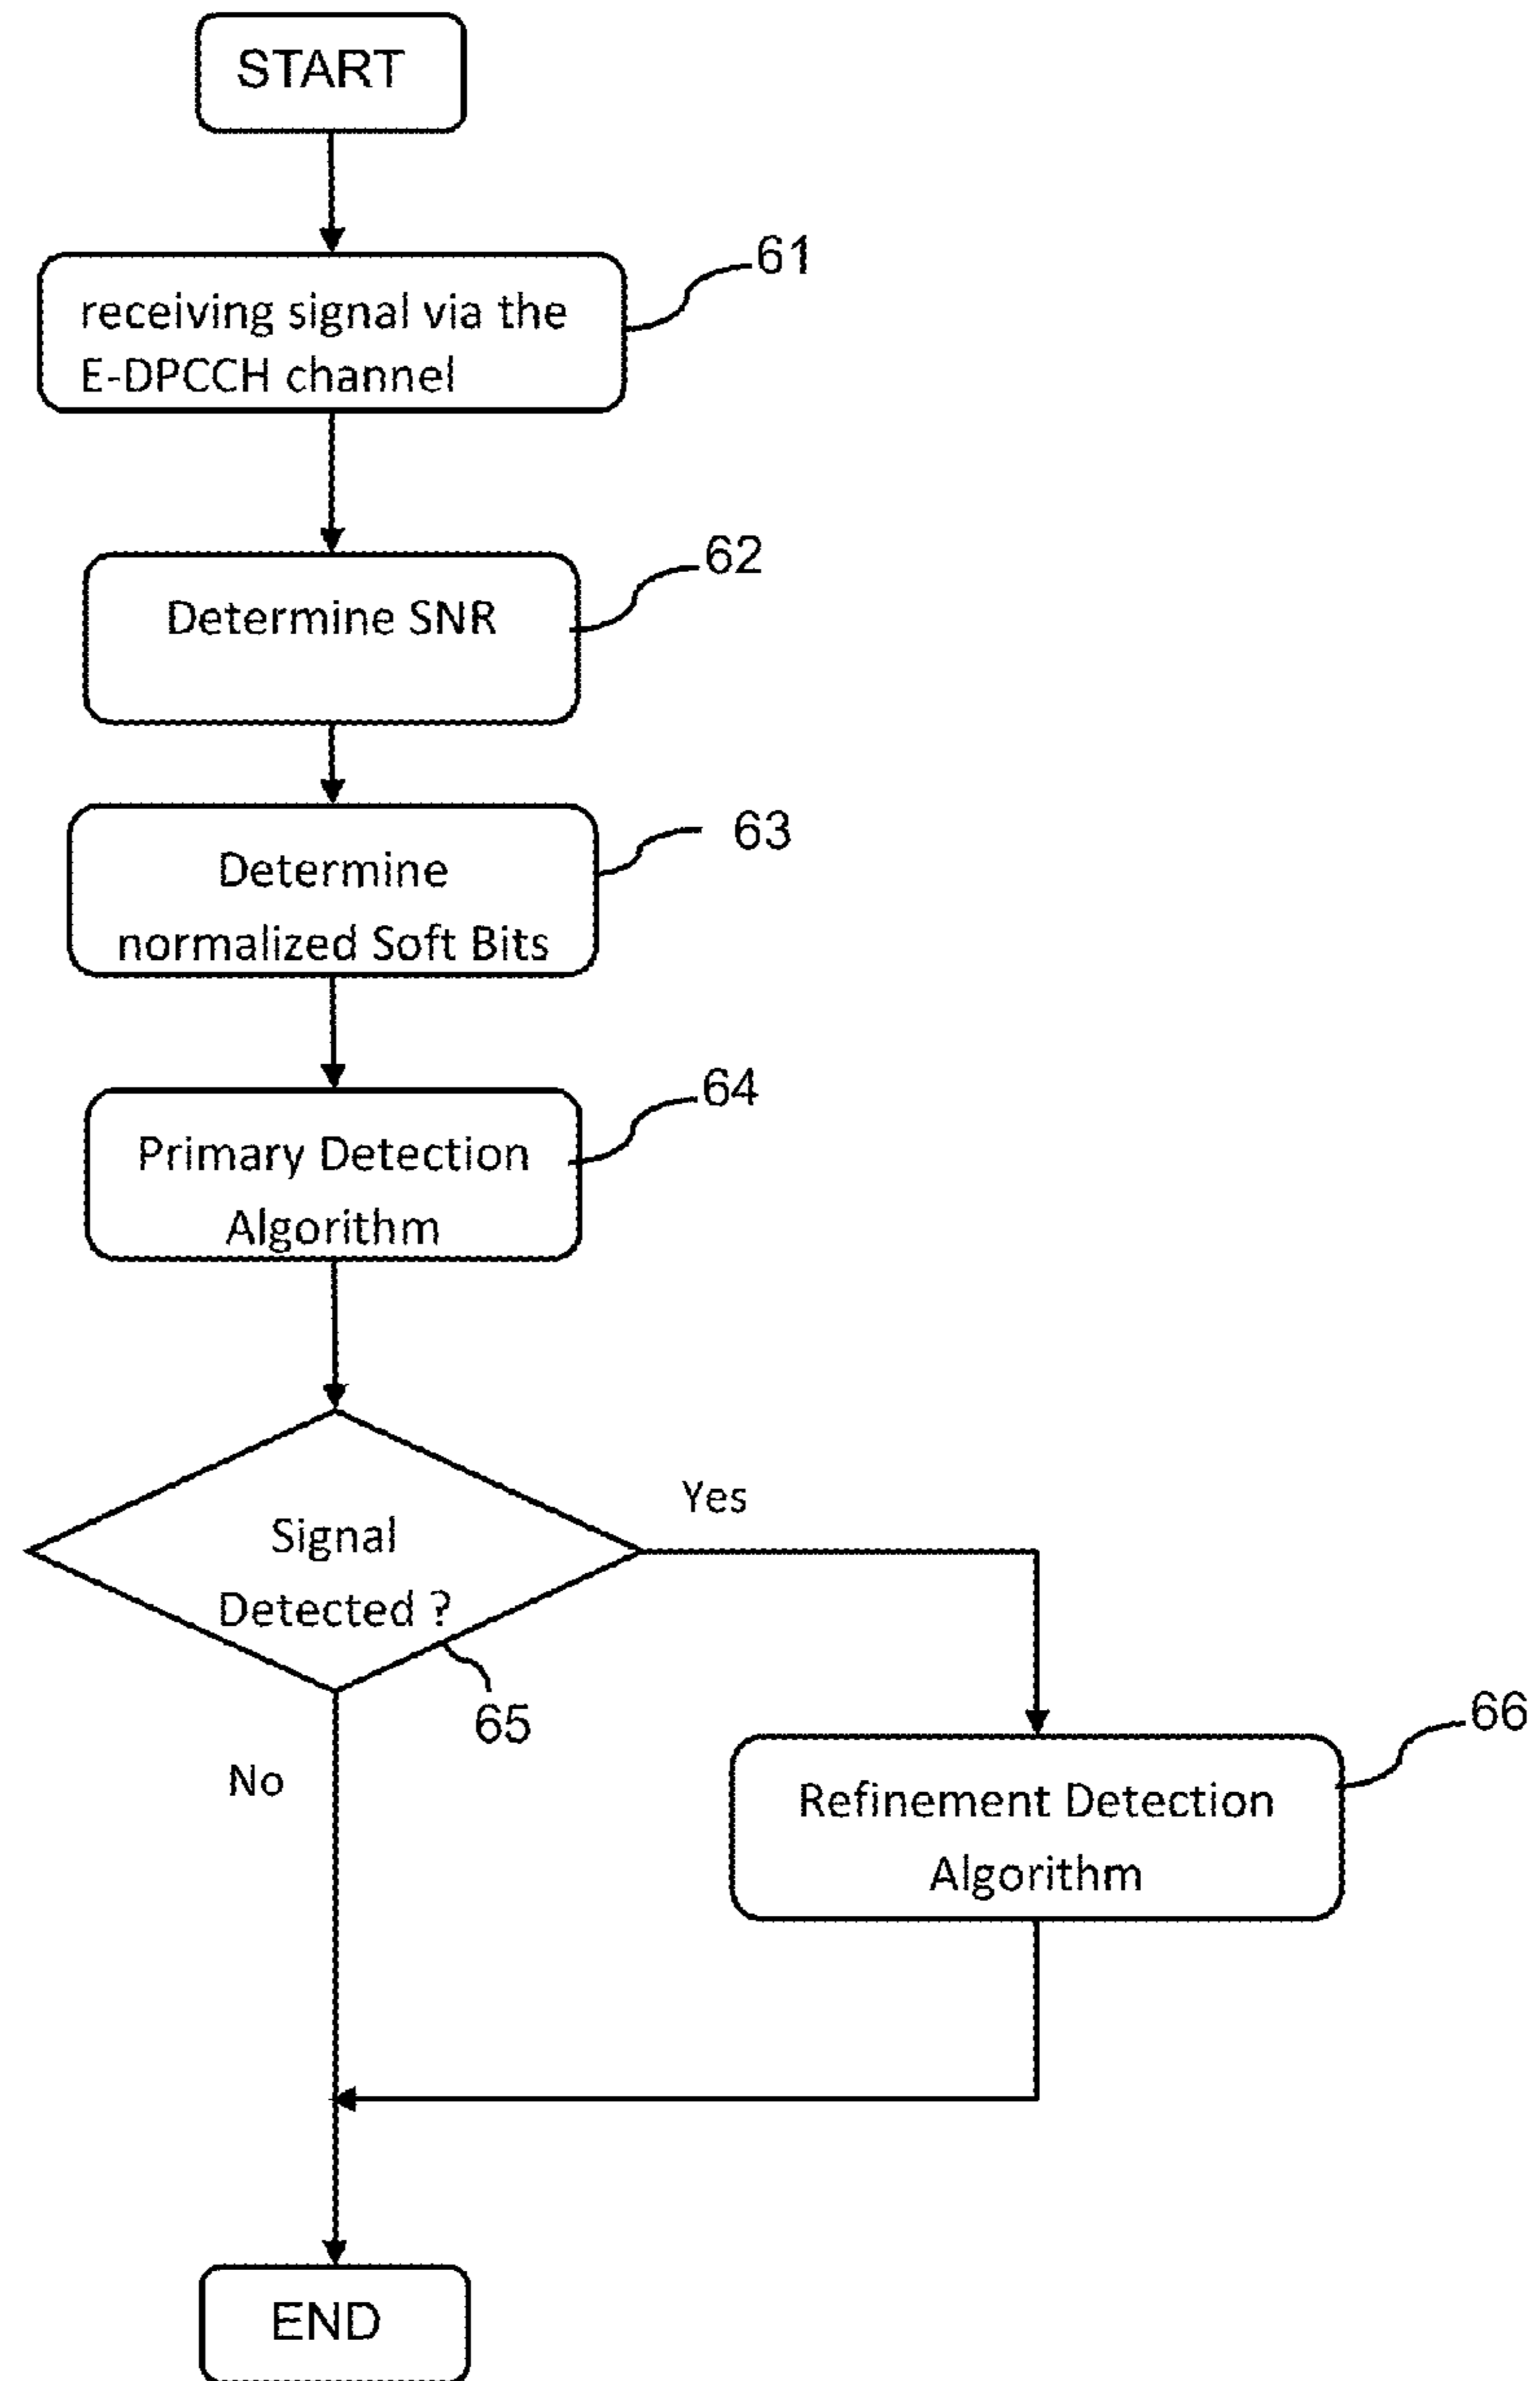 START
receiving signal via the
E-DPCCH channel
61
Determine SNR
62
Determine
normalized Soft Bits
63
Primary Detection
Algorithm
64
Signal
Detected ?
Yes
65
No
Refinement Detection
Algorithm
66
END